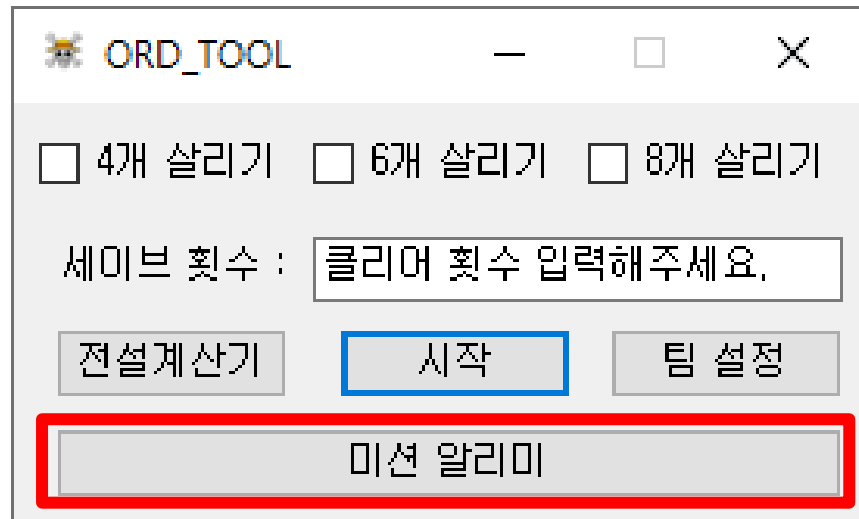 ORD_TOOL
4개 살리기 6개 살리기 8개 살리기
세이브 횟수 : 클리어 횟수 입력해주세요.
전설계산기 시작 팀 설정
미션 알리미